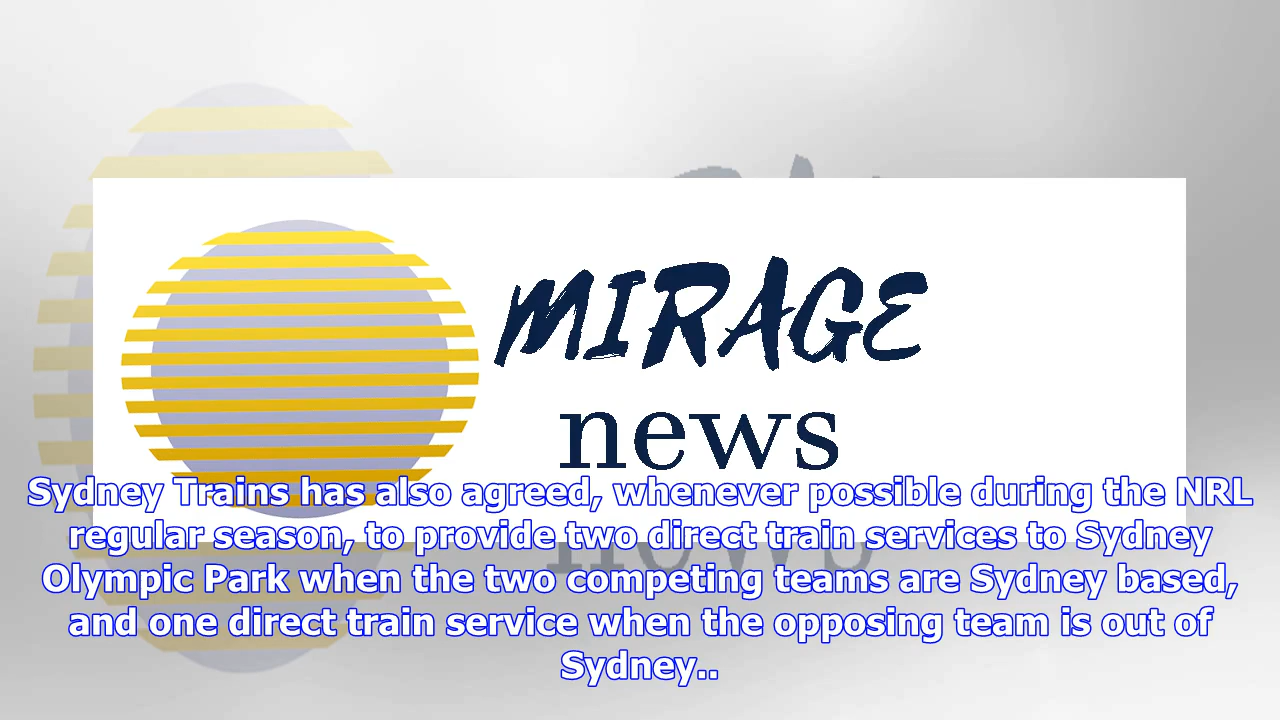 MIRAGE
news
Sydney Trains has also agreed, whenever possible during the NRL
regular season, to provide two direct train services to Sydney
Olympic Park when the two competing teams are Sydney based,
and one direct train service when the opposing team is out of
Sydney..